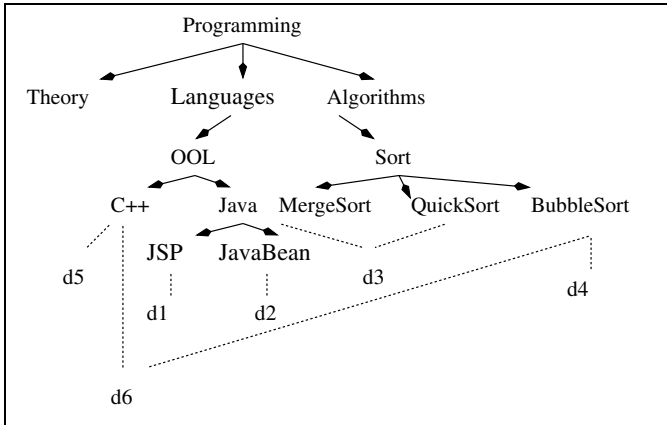 Programming
Theory Languages Algorithms
OOL Sort
C++ Java MergeSort QuickSort BubbleSort
JSP JavaBean
d5 d3 d4
d1 d2
d6